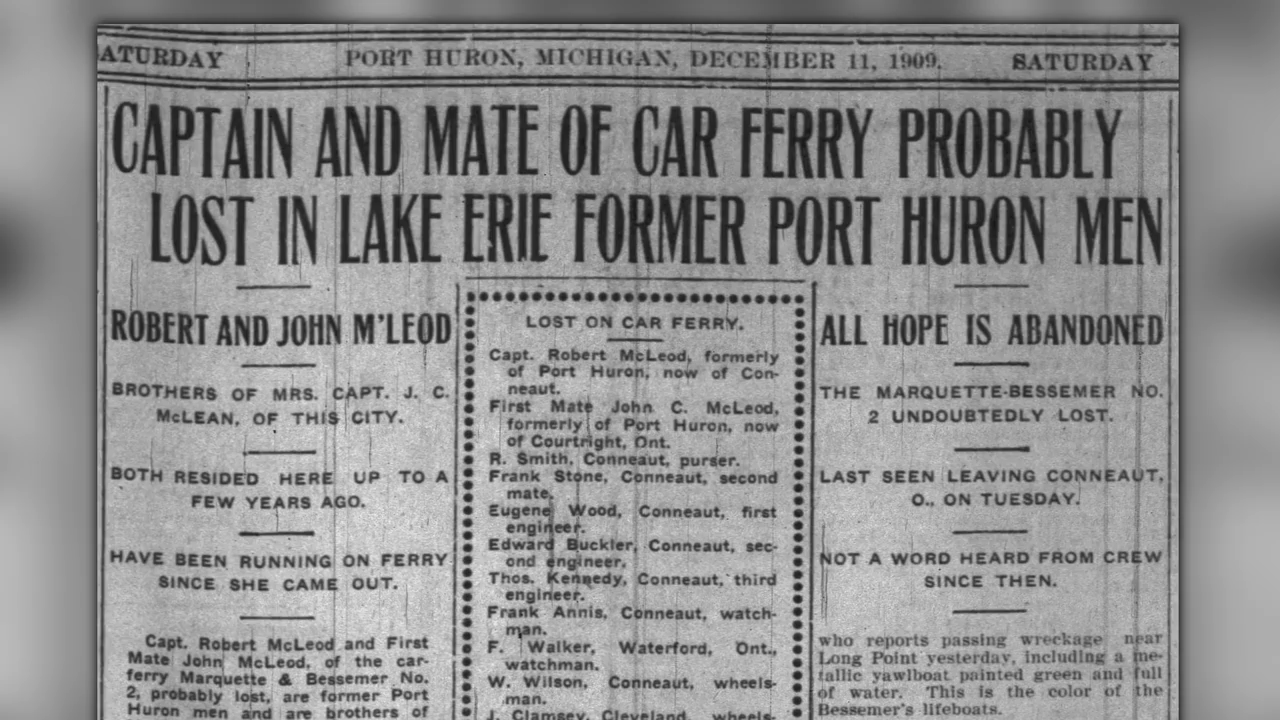 ATURDAY PORT HURON, MICHIGAN, DECEMBER 11, 1909. SATURDAY
CAPTAIN AND MATE OF CAR FERRY PROBABLY
LOST IN LAKE ERIE FORMER PORT HURON MEN
ROBERT AND JOHN M'LEOD
BROTHERS OF MRS. CAPT. J. C.
McLEAN, OF THIS CITY.
BOTH RESIDED HERE UP TO A
FEW YEARS AGO.
HAVE BEEN RUNNING ON FERRY
SINCE SHE CAME OUT.
Capt. Robert McLeod and First
Mate John McLeod, of the car-
ferry Marquette & Bessemer No.
2, probably lost, are former Port
Huron men and are brothers of
LOST ON CAR FERRY.
Capt. Robert McLeod, formerly
of Port Huron, now of Con-
neaut.
First Mate John C. McLeod,
formerly of Port Huron, now
of Courtright, Ont.
R. Smith, Conneaut, purser.
Frank Stone, Conneaut, second
mate.
Eugene Wood, Conneaut, first
engineer.
Edward Buckler, Conneaut, sec-
ond engineer.
Thos. Kennedy, Conneaut, third
engineer.
Frank Annis, Conneaut, watch-
man.
F. Walker, Waterford, Ont.,
watchman.
W. Wilson, Conneaut, wheels-
man.
J. Clamsey, Cleveland, wheels-
ALL HOPE IS ABANDONED
THE MARQUETTE-BESSEMER NO.
2 UNDOUBTEDLY LOST.
LAST SEEN LEAVING CONNEAUT,
O., ON TUESDAY.
NOT A WORD HEARD FROM CREW
SINCE THEN.
who reports passing wreckage near
Long Point yesterday, including a me-
tallic yawlboat painted green and full
of water. This is the color of the
Bessemer's lifeboats.